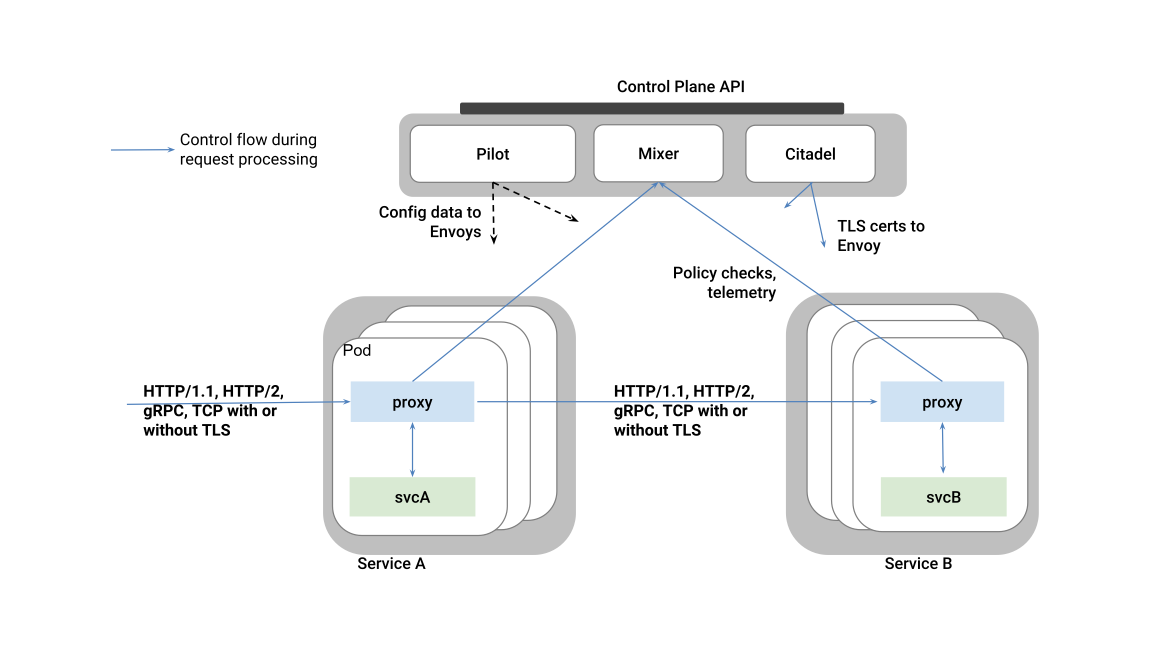 Control Plane API
Control flow during
request processing
Pilot
Mixer
Citadel
Config data to
Envoys
TLS certs to
Envoy
Policy checks,
telemetry
Pod
HTTP/1.1, HTTP/2,
gRPC, TCP with or
without TLS
proxy
HTTP/1.1, HTTP/2,
gRPC, TCP with or
without TLS
proxy
svcA
svcB
Service A
Service B